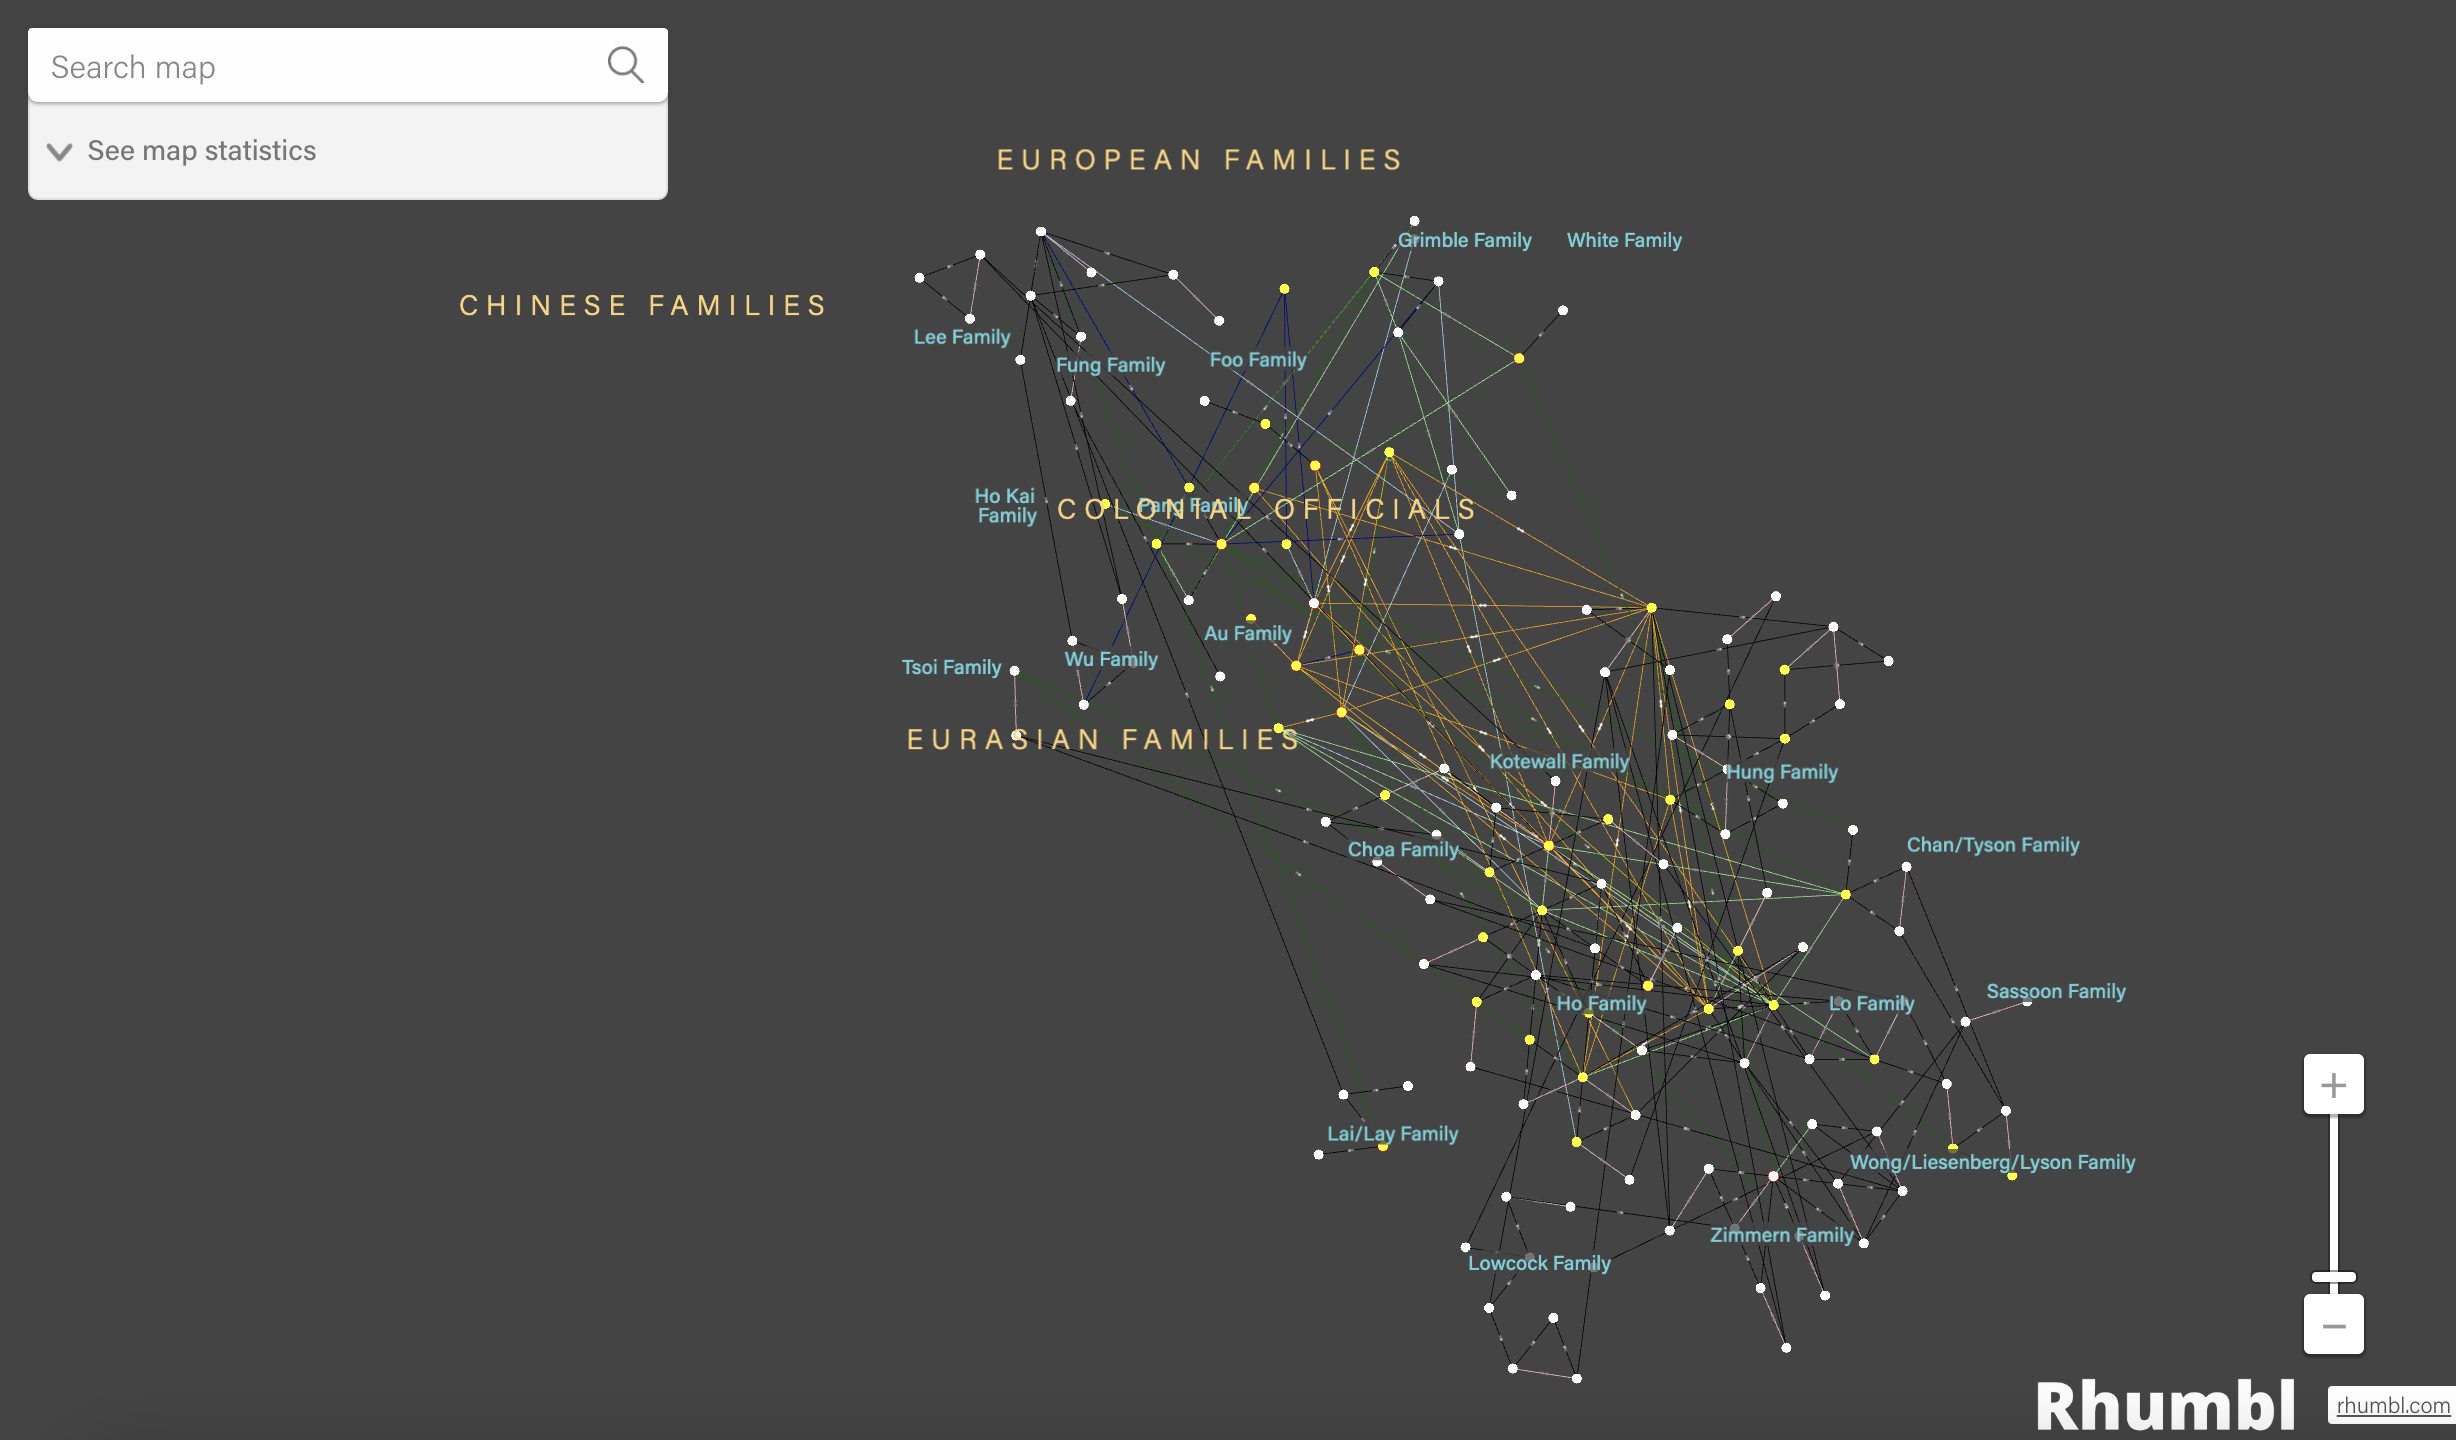 Search map
See map statistics
EUROPEAN FAMILIES
Grimble Family
White Family
CHINESE FAMILIES
Lee Family
Fung Family
Foo Family
Ho Kai
Family
Pang Family
COLONIAL OFFICIALS
Au Family
Tsoi Family
Wu Family
EURASIAN FAMILIES
Kotewall Family
Hung Family
Choa Family
Chan/Tyson Family
Sassoon Family
Ho Family
Lo Family
Lai/Lay Family
Wong/Liesenberg/Lyson Family
Zimmern Family
Lowcock Family
+
−
Rhumbl
rhumbl.com